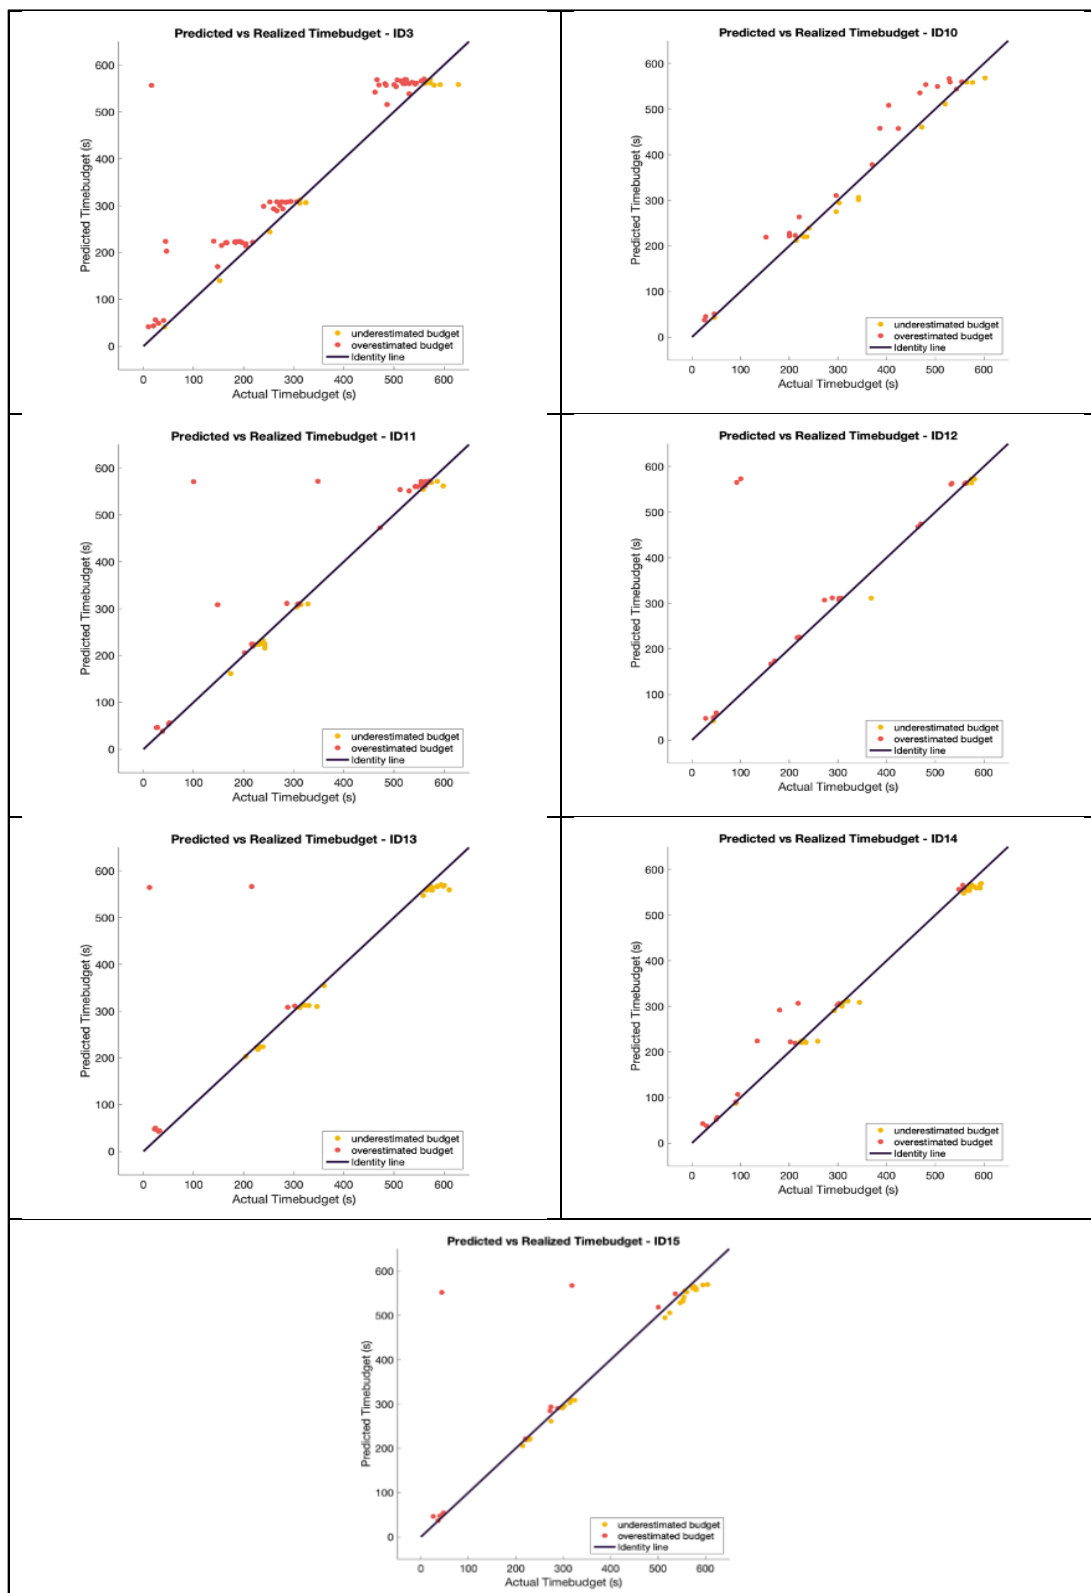 Predicted vs Realized Timebudget - ID3
600
500
400
300
200
100
0
Predicted Timebudget (s)
underestimated budget
overestimated budget
Identity line
0 100 200 300 400 500 600
Actual Timebudget (s)
Predicted vs Realized Timebudget - ID10
600
500
400
300
200
100
0
Predicted Timebudget (s)
underestimated budget
overestimated budget
Identity line
0 100 200 300 400 500 600
Actual Timebudget (s)
Predicted vs Realized Timebudget - ID11
600
500
400
300
200
100
0
Predicted Timebudget (s)
underestimated budget
overestimated budget
Identity line
0 100 200 300 400 500 600
Actual Timebudget (s)
Predicted vs Realized Timebudget - ID12
600
500
400
300
200
100
0
Predicted Timebudget (s)
underestimated budget
overestimated budget
Identity line
0 100 200 300 400 500 600
Actual Timebudget (s)
Predicted vs Realized Timebudget - ID13
600
500
400
300
200
100
0
Predicted Timebudget (s)
underestimated budget
overestimated budget
Identity line
0 100 200 300 400 500 600
Actual Timebudget (s)
Predicted vs Realized Timebudget - ID14
600
500
400
300
200
100
0
Predicted Timebudget (s)
underestimated budget
overestimated budget
Identity line
0 100 200 300 400 500 600
Actual Timebudget (s)
Predicted vs Realized Timebudget - ID15
600
500
400
300
200
100
0
Predicted Timebudget (s)
underestimated budget
overestimated budget
Identity line
0 100 200 300 400 500 600
Actual Timebudget (s)